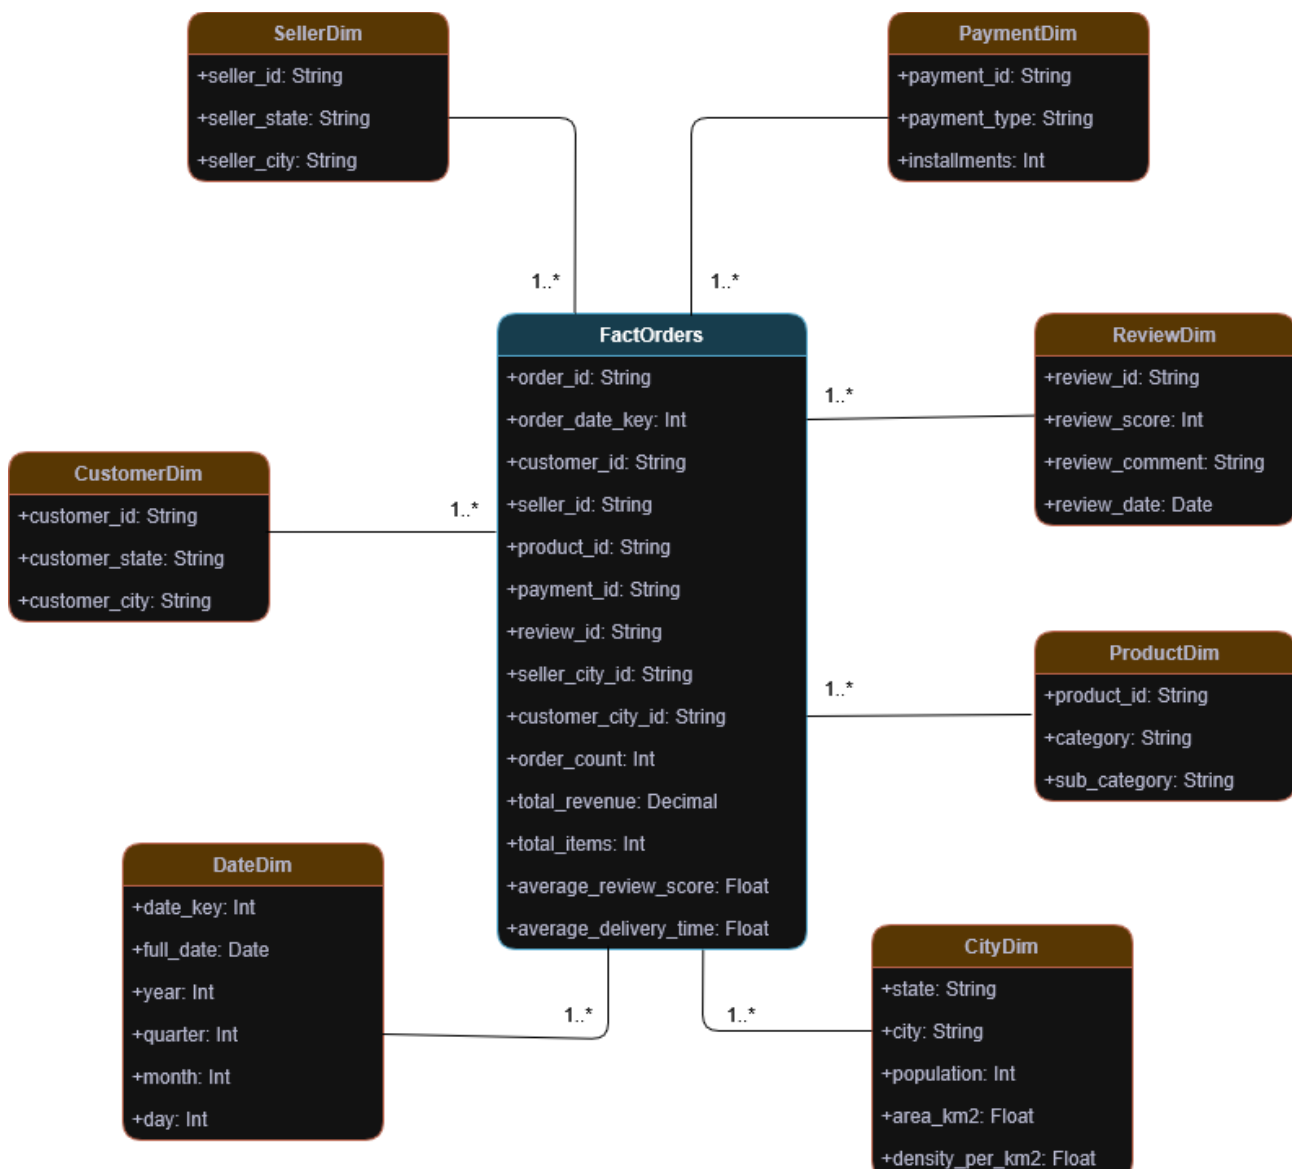 SellerDim
+seller_id: String
+seller_state: String
+seller_city: String
PaymentDim
+payment_id: String
+payment_type: String
+installments: Int
1..*
1..*
FactOrders
+order_id: String
+order_date_key: Int
+customer_id: String
+seller_id: String
+product_id: String
+payment_id: String
+review_id: String
+seller_city_id: String
+customer_city_id: String
+order_count: Int
+total_revenue: Decimal
+total_items: Int
+average_review_score: Float
+average_delivery_time: Float
1..*
ReviewDim
+review_id: String
+review_score: Int
+review_comment: String
+review_date: Date
CustomerDim
+customer_id: String
+customer_state: String
+customer_city: String
1..*
1..*
ProductDim
+product_id: String
+category: String
+sub_category: String
DateDim
+date_key: Int
+full_date: Date
+year: Int
+quarter: Int
+month: Int
+day: Int
1..*
1..*
CityDim
+state: String
+city: String
+population: Int
+area_km2: Float
+density_per_km2: Float